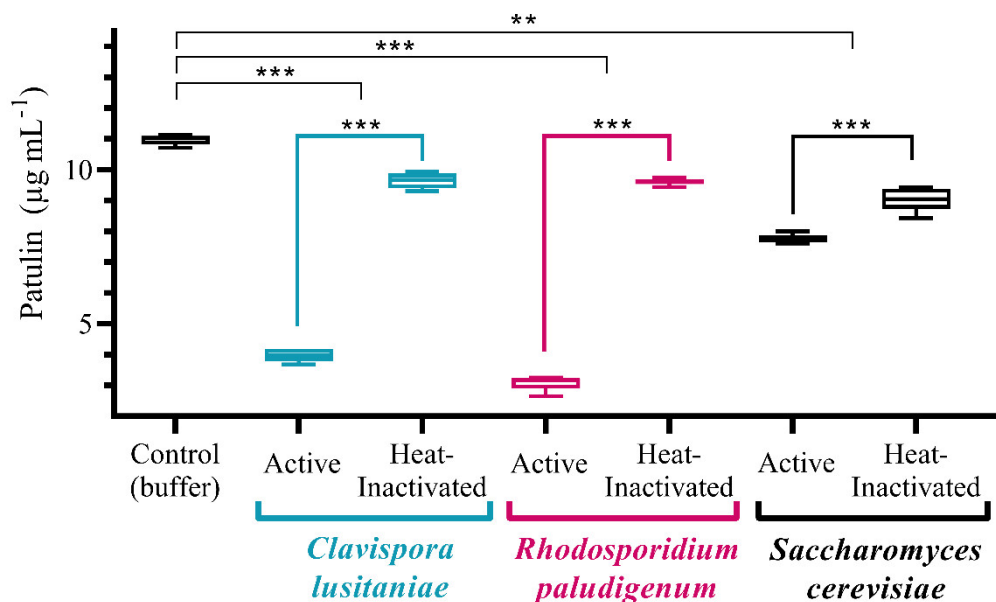 **
***
***
***
***
***
Patulin (µg mL⁻¹)
10
5
Control
(buffer)
Active
Heat-
Inactivated
Active
Heat-
Inactivated
Active
Heat-
Inactivated
Clavispora
lusitaniae
Rhodosporidium
paludigenum
Saccharomyces
cerevisiae